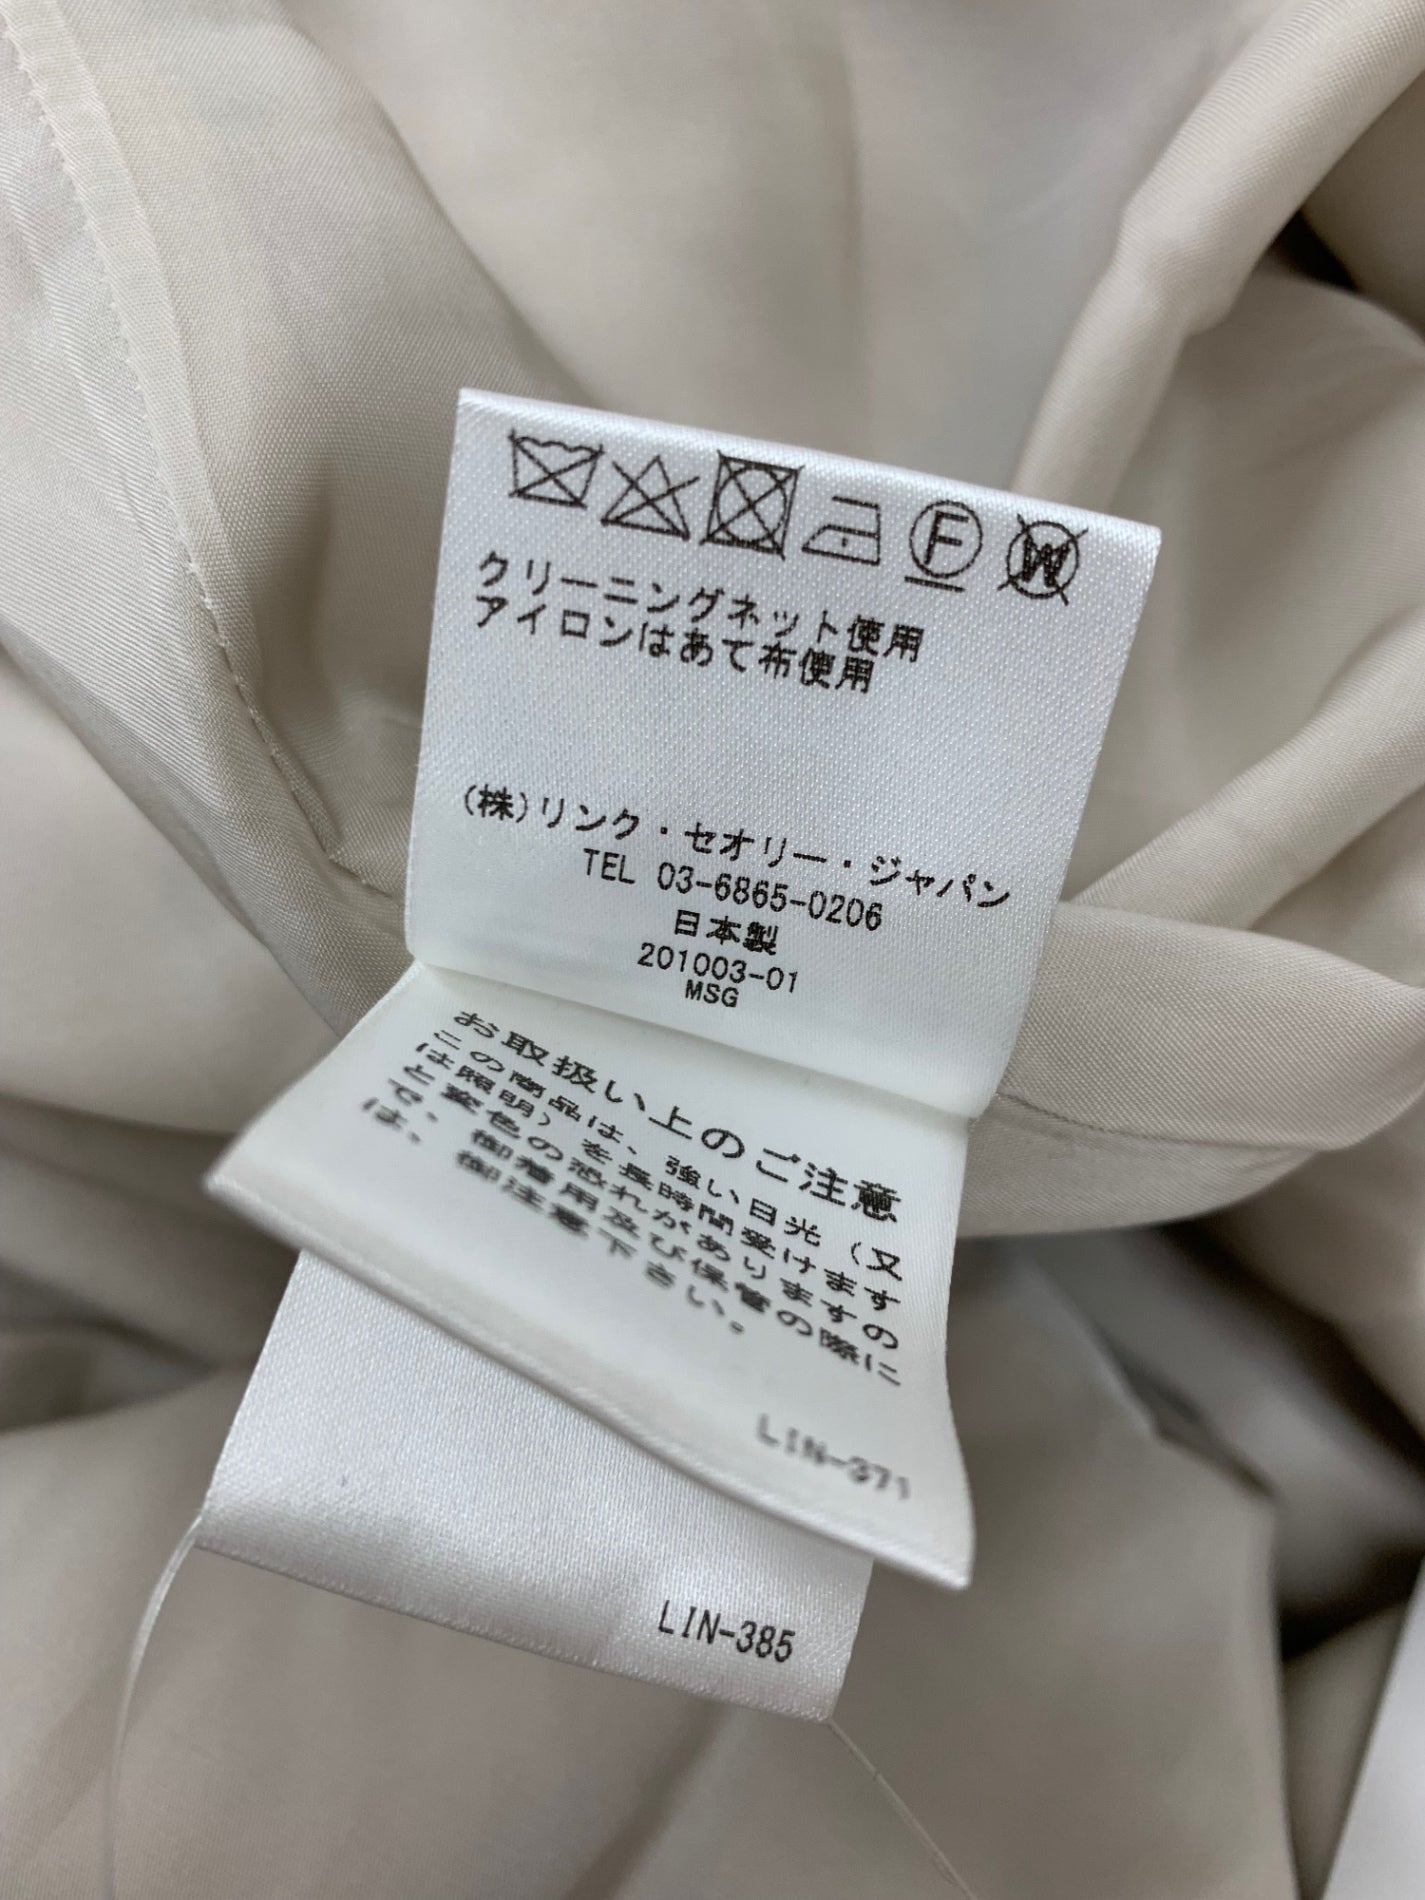 F
W
クリーニングネット使用
アイロンはあて布使用
(株)リンク・セオリー・ジャパン
TEL 03-6865-0206
日本製
201003-01
MSG
お取扱い上のご注意
この商品は、強い日光（又
は照明）を長時間受けます
と変色の恐れがありますの
で、御着用及び保管の際に
は、御注意下さい。
LIN-371
LIN-385